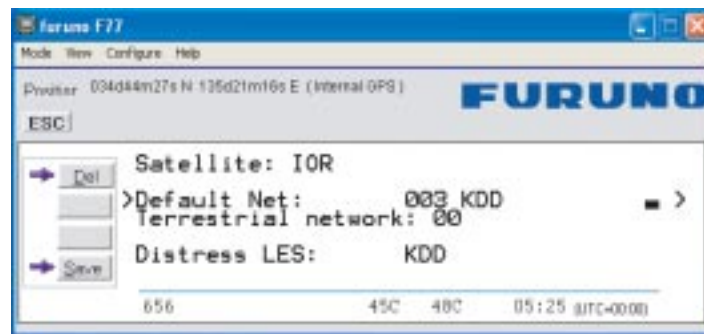 furuno F77
Mode View Configure Help
Position 034d44m27s N 135d21m16s E (Internal GPS)
FURUNO
ESC
Satellite: IOR
Del
>Default Net: 003 KDD >
Terrestrial network: 00
Distress LES: KDD
Save
656 45C 48C 05:25 (UTC+00:00)